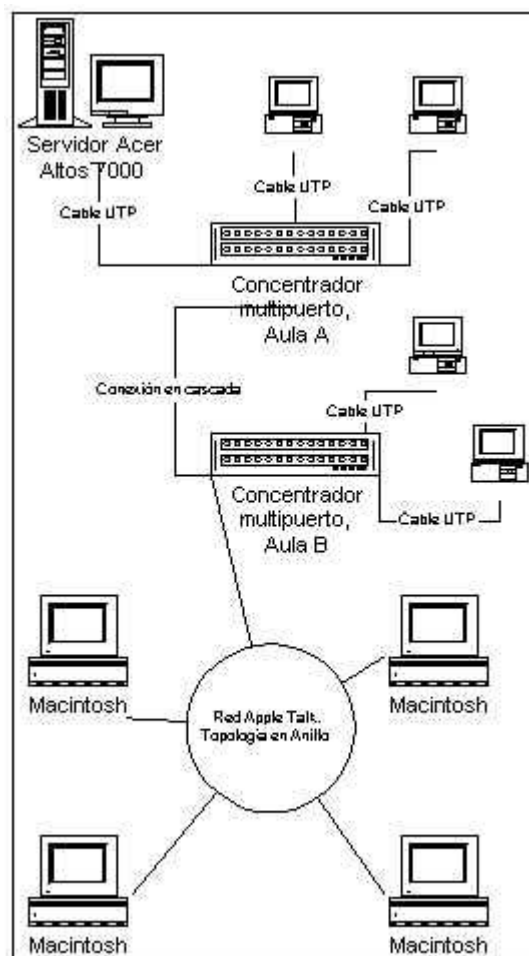 Servidor Acer
Altos 7000
Cable UTP
Cable UTP
Cable UTP
Concentrador
multipuerto,
Aula A
Conexión en cascada
Cable UTP
Concentrador
multipuerto,
Aula B
Cable UTP
Macintosh
Macintosh
Red Apple Talk.
Topología en Anillo
Macintosh
Macintosh